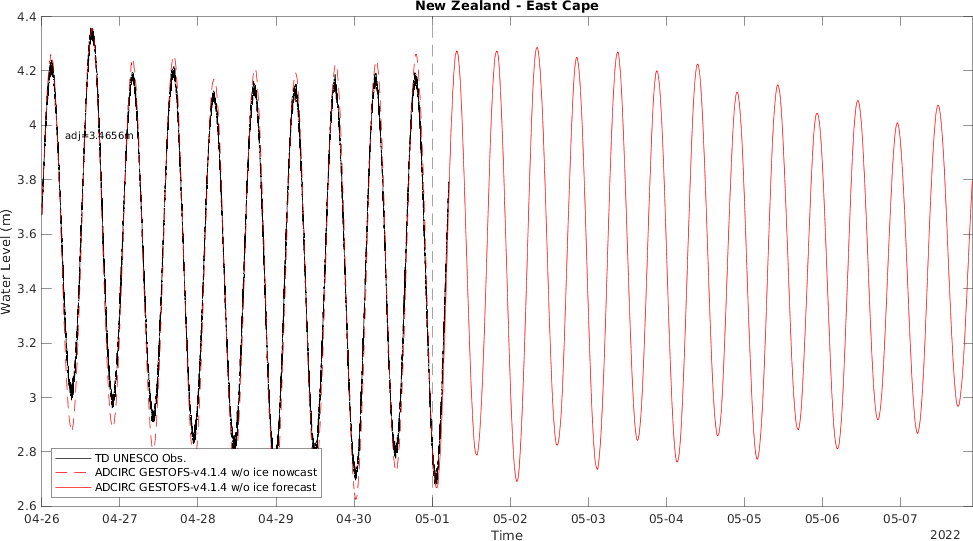 New Zealand - East Cape
4.4
4.2
4
3.8
3.6
3.4
3.2
3
2.8
2.6
Water Level (m)
adj=3.4656m
TD UNESCO Obs.
ADCIRC GESTOFS-v4.1.4 w/o ice nowcast
ADCIRC GESTOFS-v4.1.4 w/o ice forecast
04-26 04-27 04-28 04-29 04-30 05-01 05-02 05-03 05-04 05-05 05-06 05-07
Time
2022